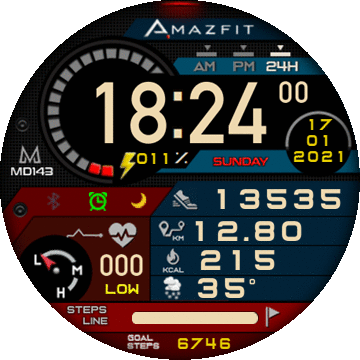 AMAZFIT
AM PM 24H
18:24 00
17
01
2021
MD143
011 %
SUNDAY
13535
KM 12.80
KCAL 215
35°
L M H
000
LOW
STEPS LINE
GOAL STEPS 6746